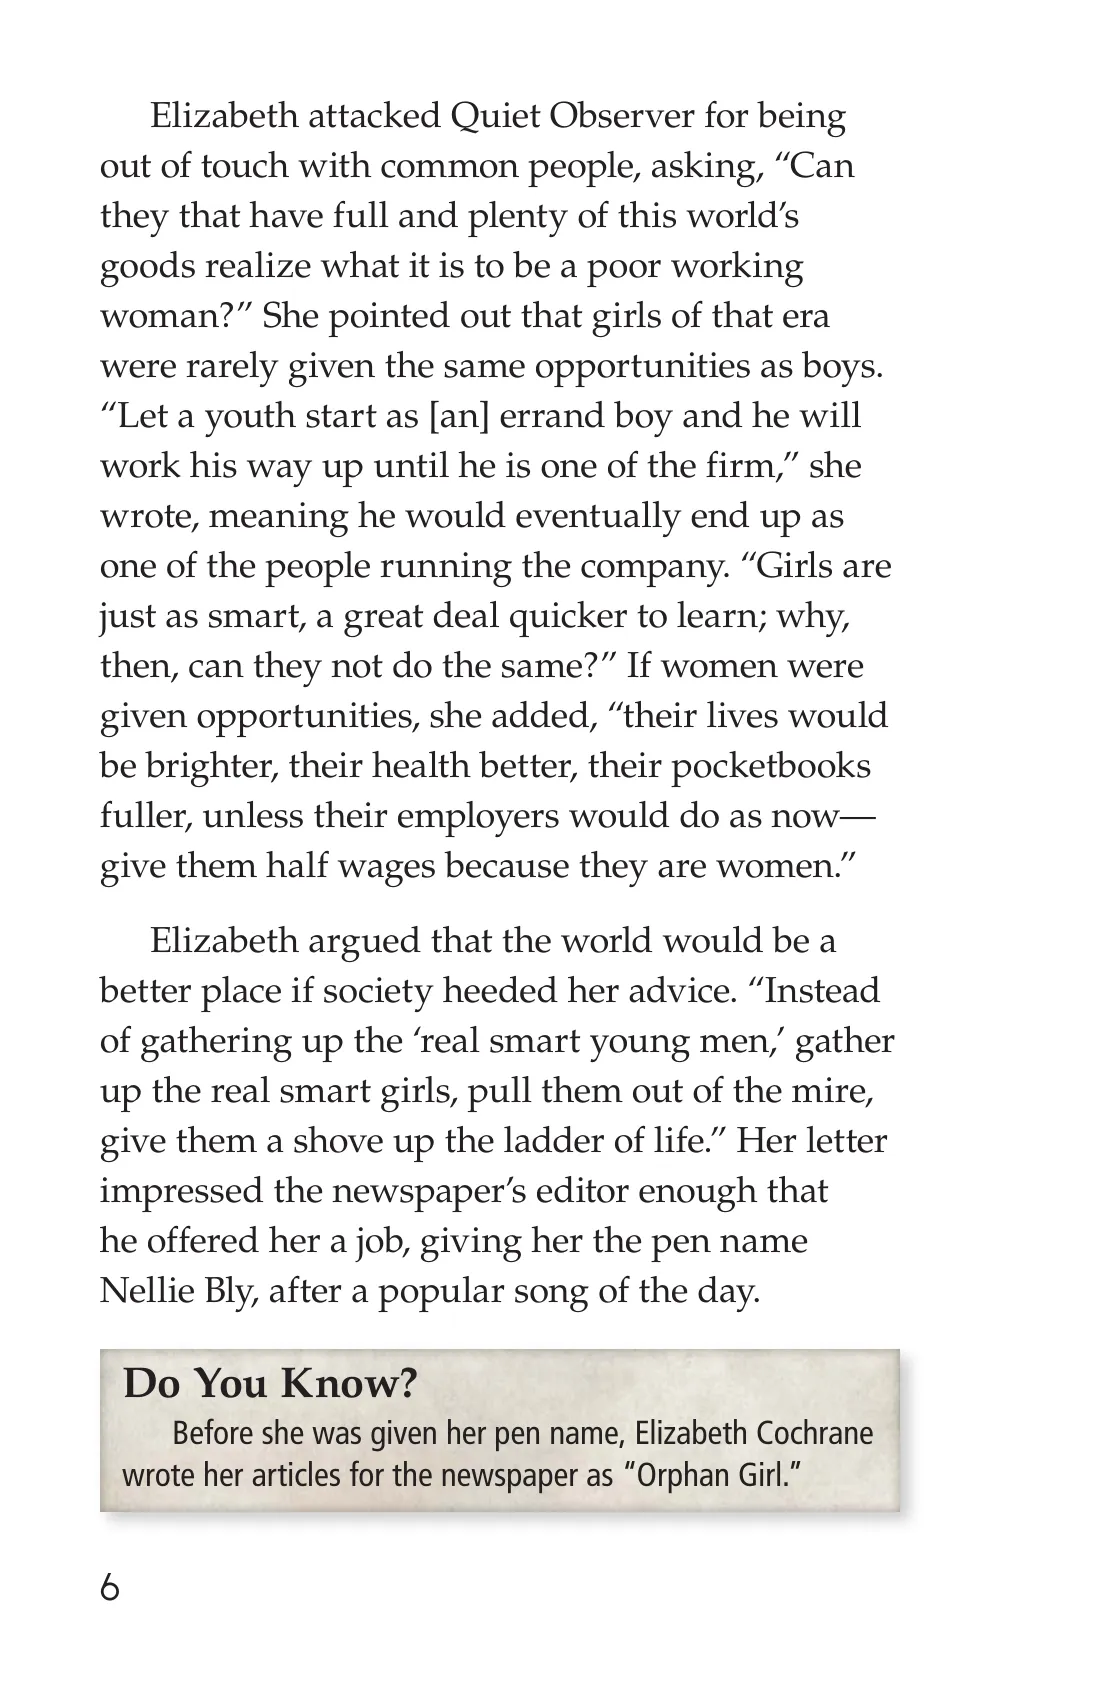 Elizabeth attacked Quiet Observer for being
out of touch with common people, asking, “Can
they that have full and plenty of this world’s
goods realize what it is to be a poor working
woman?” She pointed out that girls of that era
were rarely given the same opportunities as boys.
“Let a youth start as [an] errand boy and he will
work his way up until he is one of the firm,” she
wrote, meaning he would eventually end up as
one of the people running the company. “Girls are
just as smart, a great deal quicker to learn; why,
then, can they not do the same?” If women were
given opportunities, she added, “their lives would
be brighter, their health better, their pocketbooks
fuller, unless their employers would do as now—
give them half wages because they are women.”
Elizabeth argued that the world would be a
better place if society heeded her advice. “Instead
of gathering up the ‘real smart young men,’ gather
up the real smart girls, pull them out of the mire,
give them a shove up the ladder of life.” Her letter
impressed the newspaper’s editor enough that
he offered her a job, giving her the pen name
Nellie Bly, after a popular song of the day.
Do You Know?
Before she was given her pen name, Elizabeth Cochrane
wrote her articles for the newspaper as “Orphan Girl.”
6